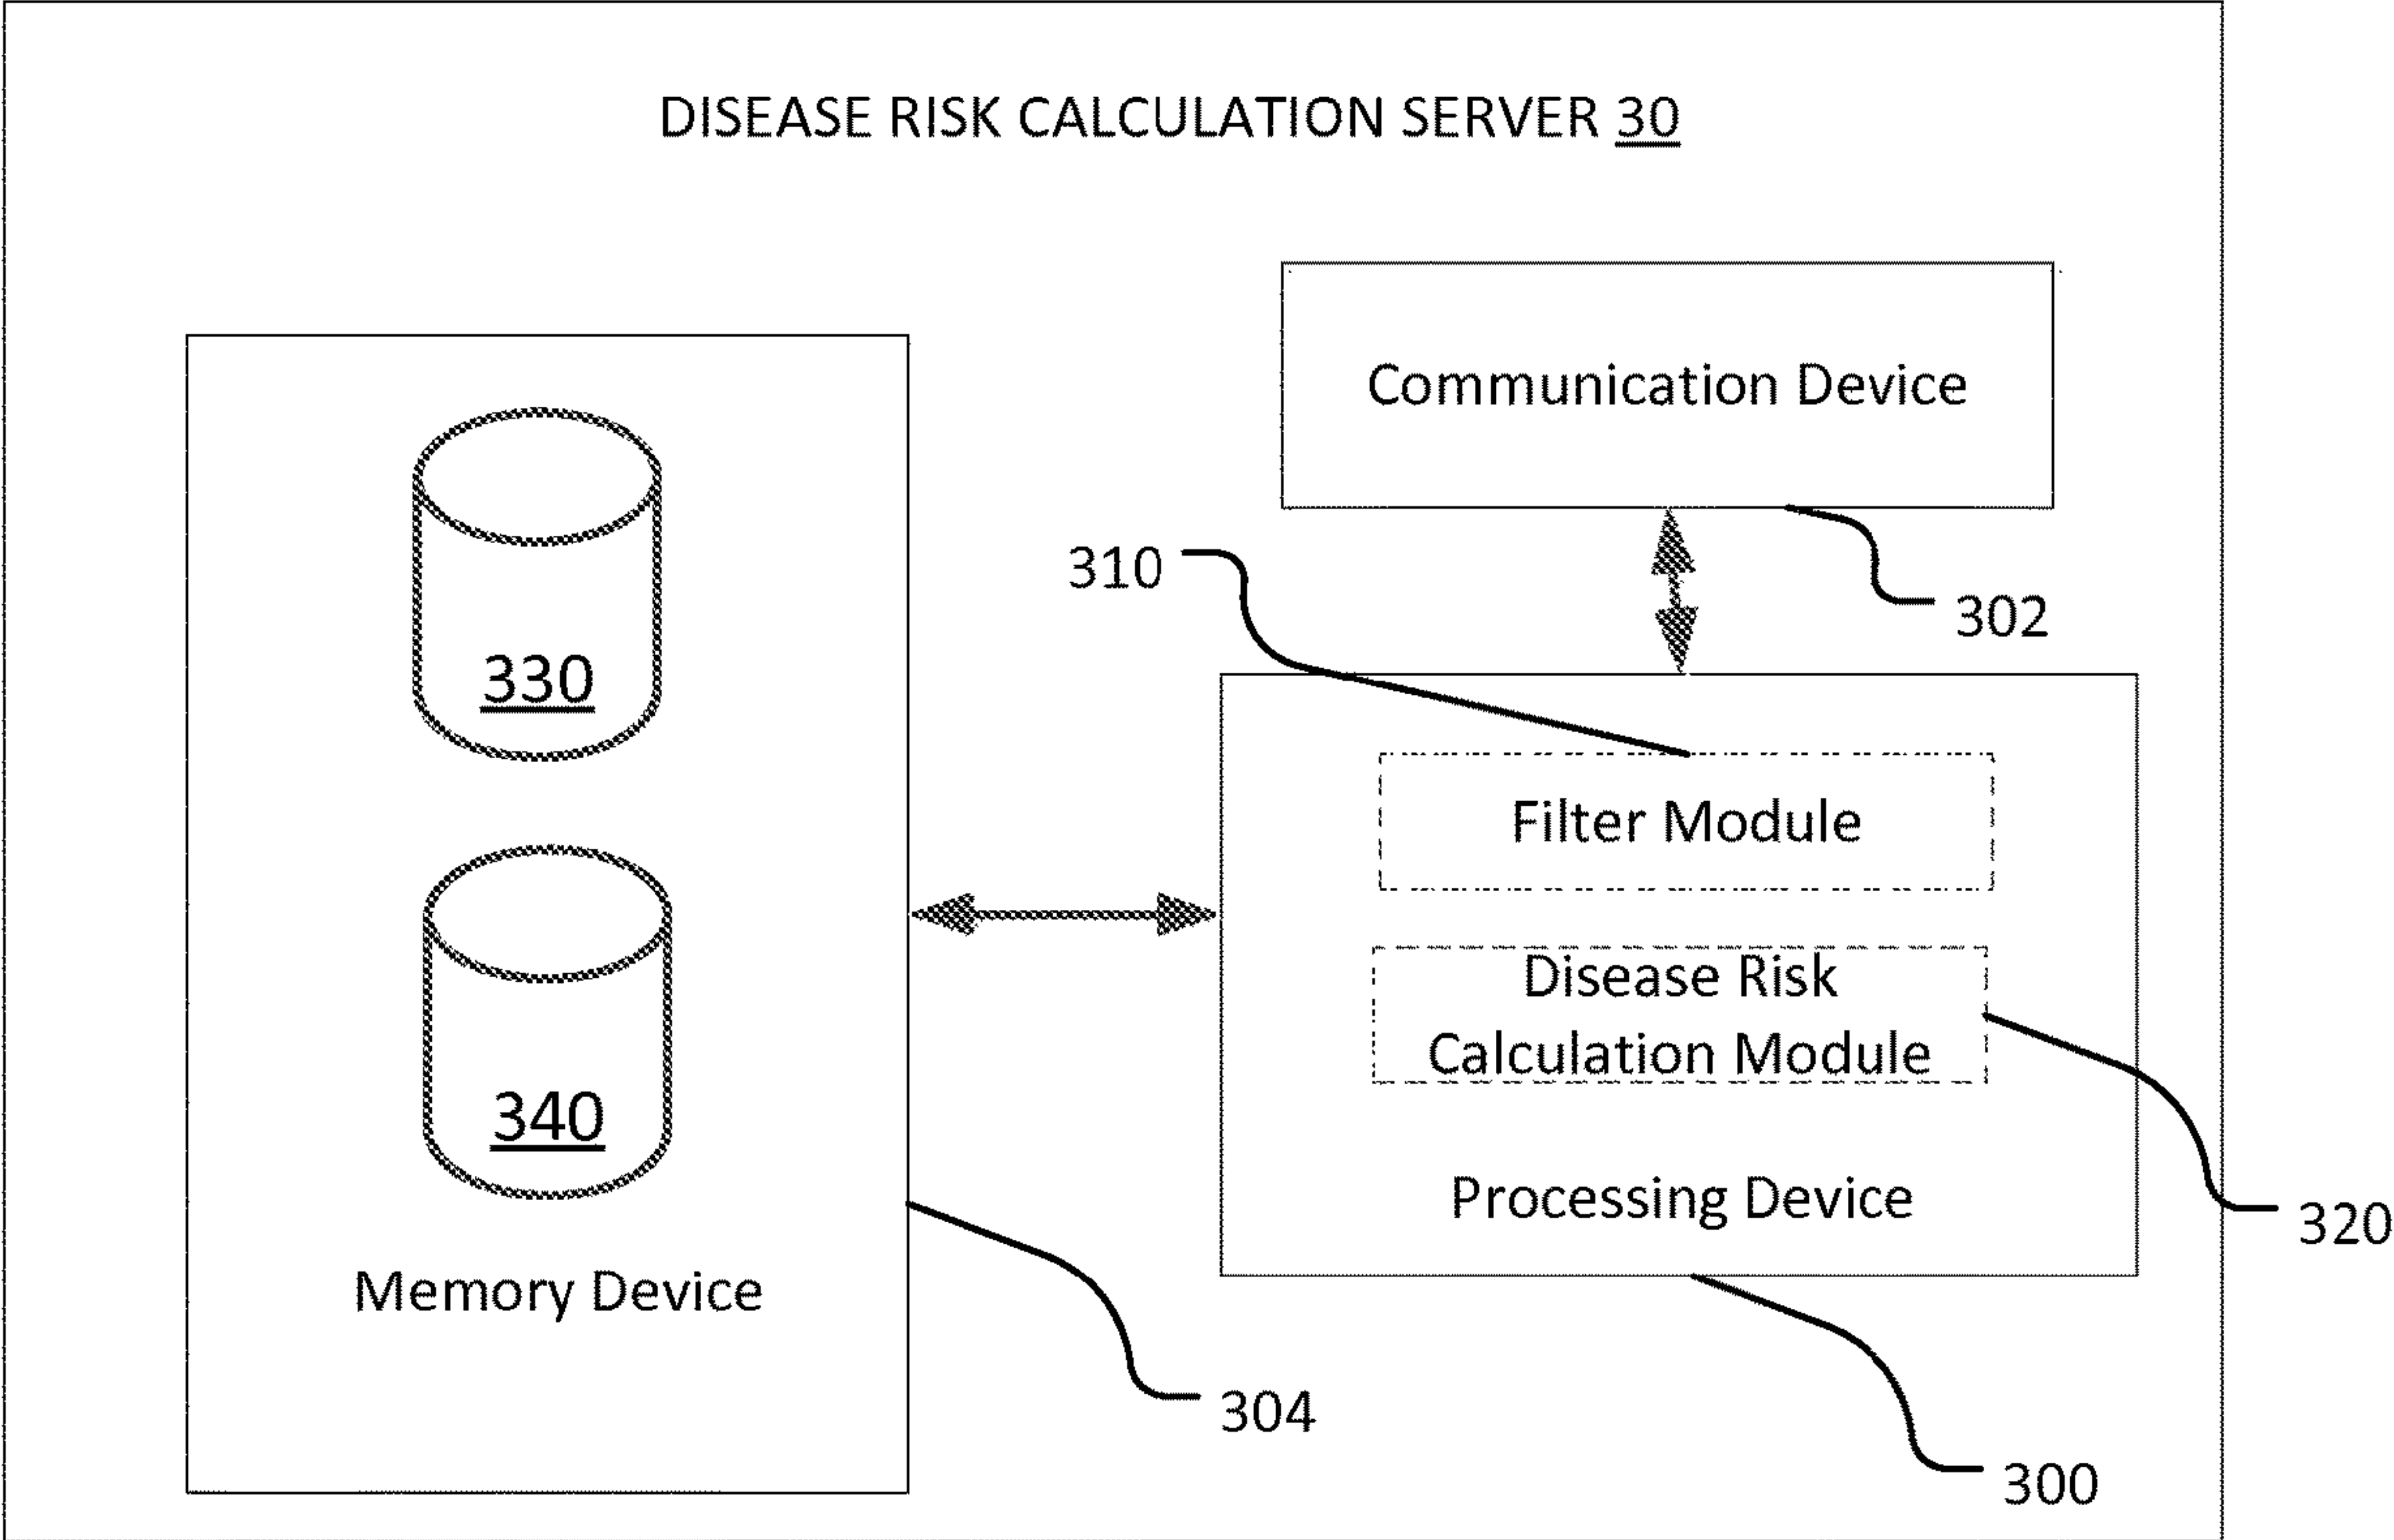 DISEASE RISK CALCULATION SERVER 30
Communication Device
310
302
330
Filter Module
Disease Risk
Calculation Module
340
Processing Device
320
Memory Device
304
300